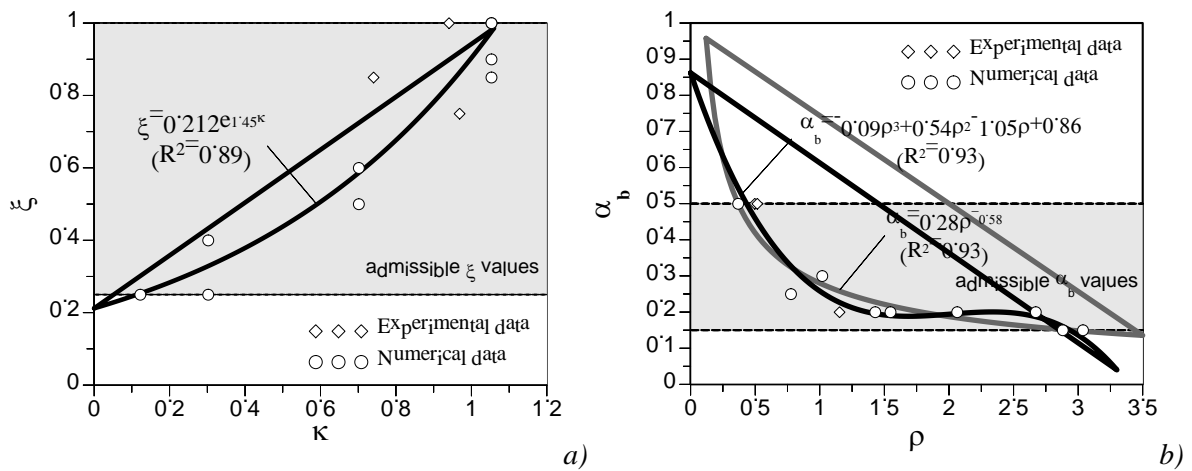 1
0·8
0·6
0·4
0·2
0
ξ
ξ=0·212e^1·45κ
(R²=0·89)
admissible ξ values
Experimental data
Numerical data
0 0·2 0·4 0·6 0·8 1 1·2
κ
a)
1
0·9
0·8
0·7
0·6
0·5
0·4
0·3
0·2
0·1
0
α_b
Experimental data
Numerical data
α_b=-0·09ρ³+0·54ρ²-1·05ρ+0·86
(R²=0·93)
α_b=0·28ρ^-0·58
(R²=0·93)
admissible α_b values
0 0·5 1 1·5 2 2·5 3 3·5
ρ
b)